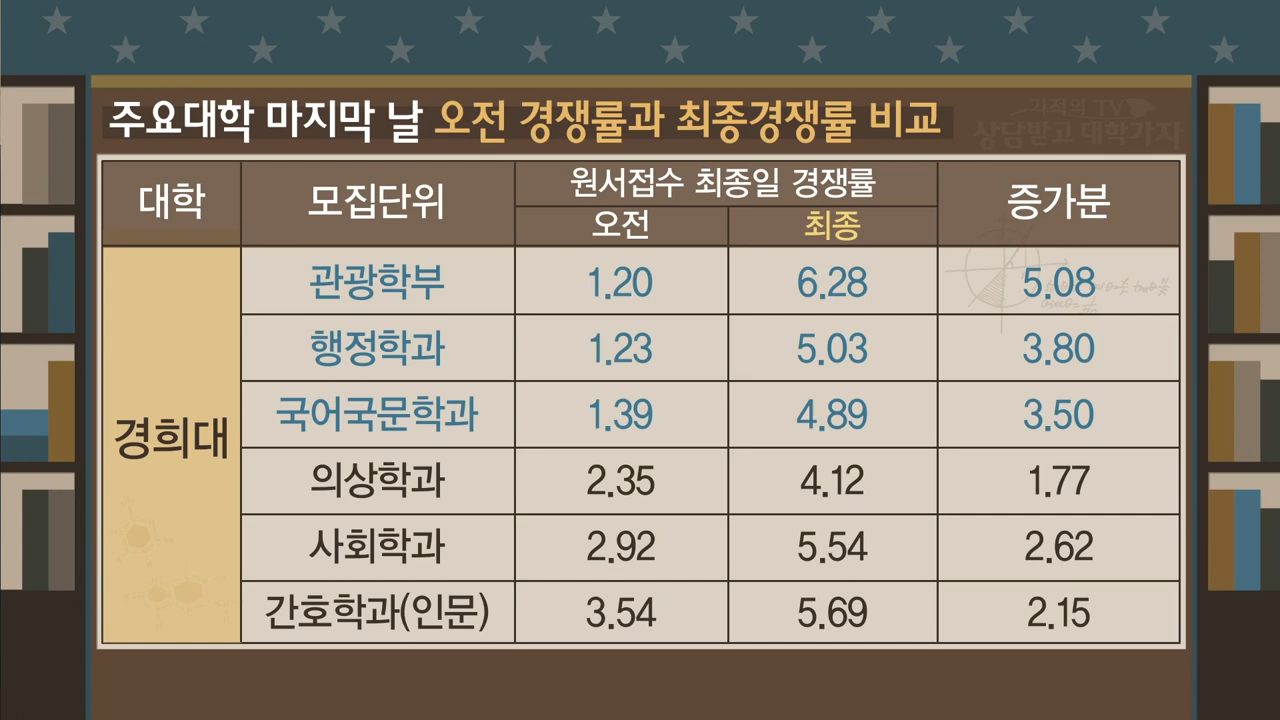 주요대학 마지막 날 오전 경쟁률과 최종경쟁률 비교
기적의 TV
상담받고 대학가자
대학 모집단위 원서접수 최종일 경쟁률 증가분
오전 최종
경희대
관광학부 1.20 6.28 5.08
행정학과 1.23 5.03 3.80
국어국문학과 1.39 4.89 3.50
의상학과 2.35 4.12 1.77
사회학과 2.92 5.54 2.62
간호학과(인문) 3.54 5.69 2.15